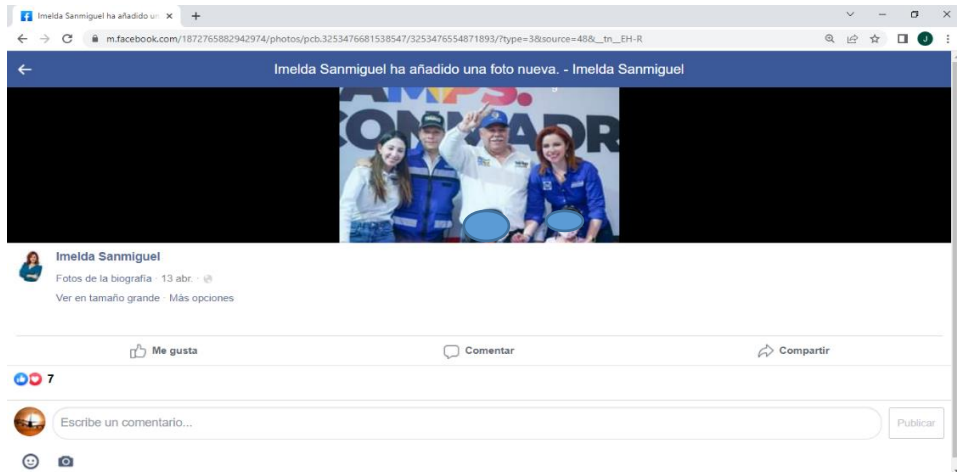 Imelda Sanmiguel ha añadido un
m.facebook.com/1872765882942974/photos/pcb.3253476681538547/3253476554871893/?type=3&source=48&__tn__EH-R
J
Imelda Sanmiguel ha añadido una foto nueva. - Imelda Sanmiguel
AMPS.
Imelda Sanmiguel
Fotos de la biografía · 13 abr. ·
Ver en tamaño grande · Más opciones
Me gusta
Comentar
Compartir
7
Escribe un comentario...
Publicar